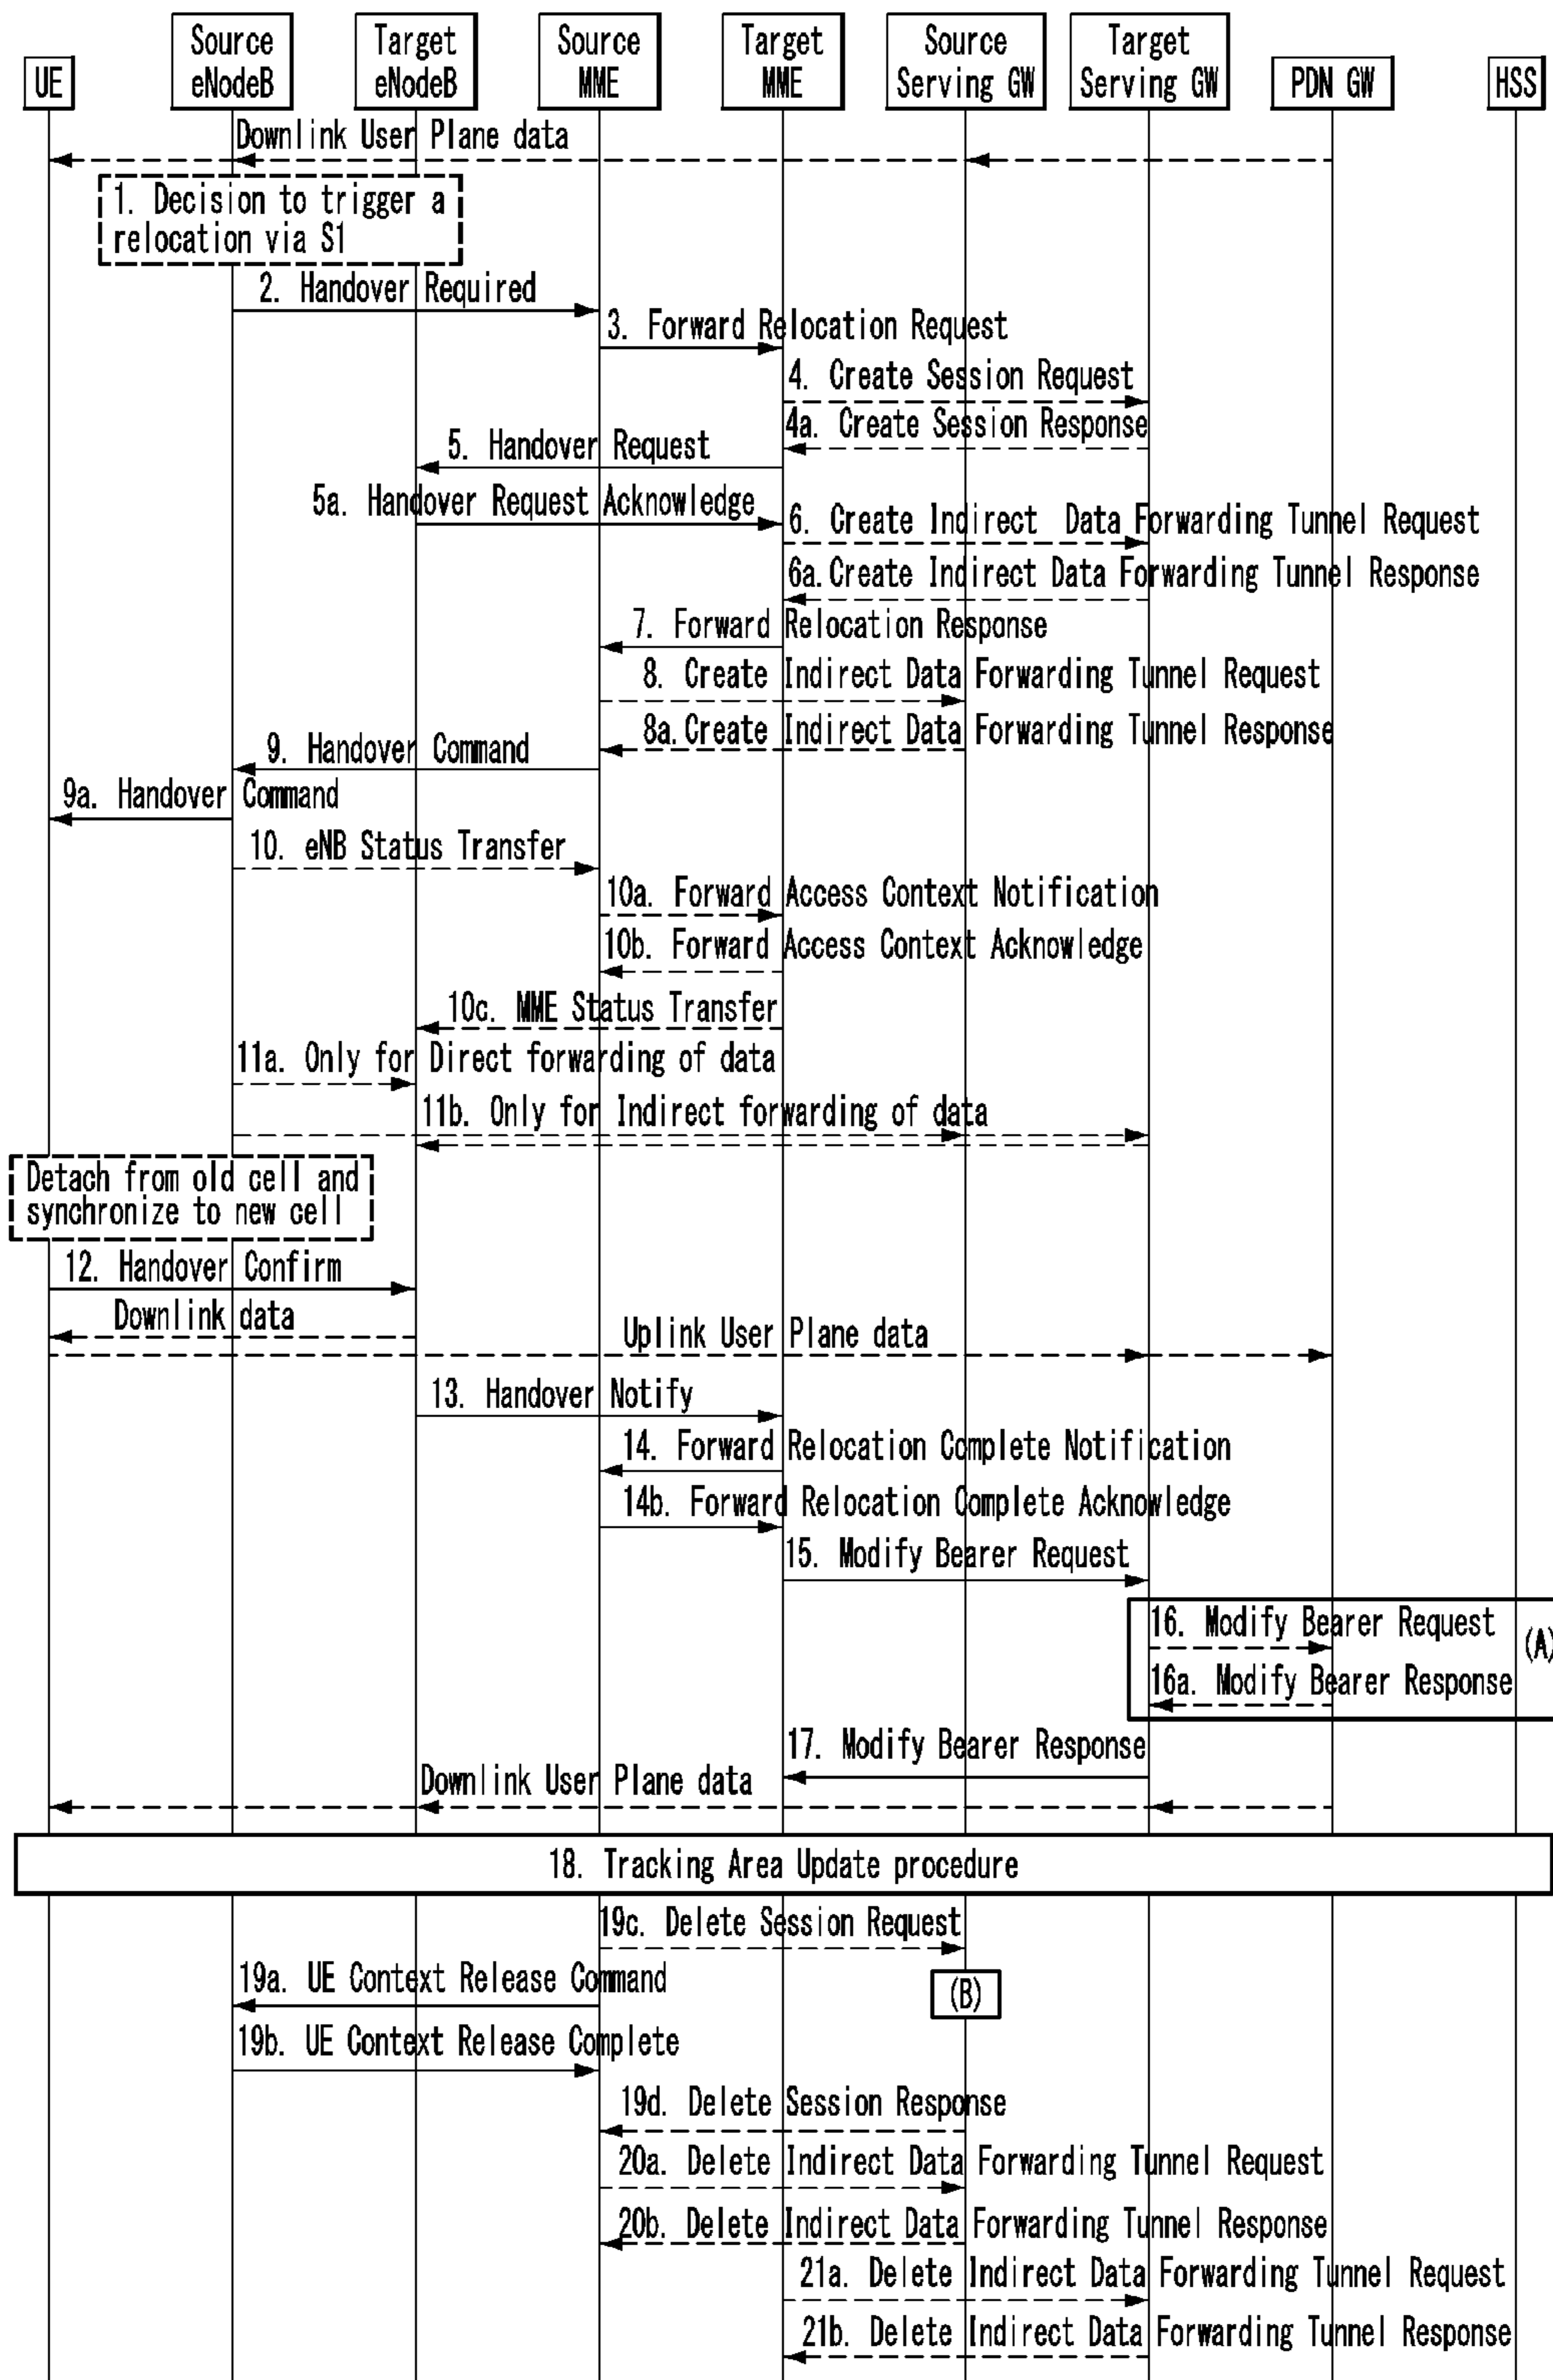 Source
eNodeB
Target
eNodeB
Source
MME
Target
MME
Source
Serving GW
Target
Serving GW
UE
PDN GW
HSS
Downlink User Plane data
1. Decision to trigger a
relocation via S1
2. Handover Required
3. Forward Relocation Request
4. Create Session Request
4a. Create Session Response
5. Handover Request
5a. Handover Request Acknowledge
6. Create Indirect Data Forwarding Tunnel Request
6a. Create Indirect Data Forwarding Tunnel Response
7. Forward Relocation Response
8. Create Indirect Data Forwarding Tunnel Request
8a. Create Indirect Data Forwarding Tunnel Response
9. Handover Command
9a. Handover Command
10. eNB Status Transfer
10a. Forward Access Context Notification
10b. Forward Access Context Acknowledge
10c. MME Status Transfer
11a. Only for Direct forwarding of data
11b. Only for Indirect forwarding of data
Detach from old cell and
synchronize to new cell
12. Handover Confirm
Downlink data
Uplink User Plane data
13. Handover Notify
14. Forward Relocation Complete Notification
14b. Forward Relocation Complete Acknowledge
15. Modify Bearer Request
16. Modify Bearer Request
(A)
16a. Modify Bearer Response
17. Modify Bearer Response
Downlink User Plane data
18. Tracking Area Update procedure
19c. Delete Session Request
19a. UE Context Release Command
(B)
19b. UE Context Release Complete
19d. Delete Session Response
20a. Delete Indirect Data Forwarding Tunnel Request
20b. Delete Indirect Data Forwarding Tunnel Response
21a. Delete Indirect Data Forwarding Tunnel Request
21b. Delete Indirect Data Forwarding Tunnel Response